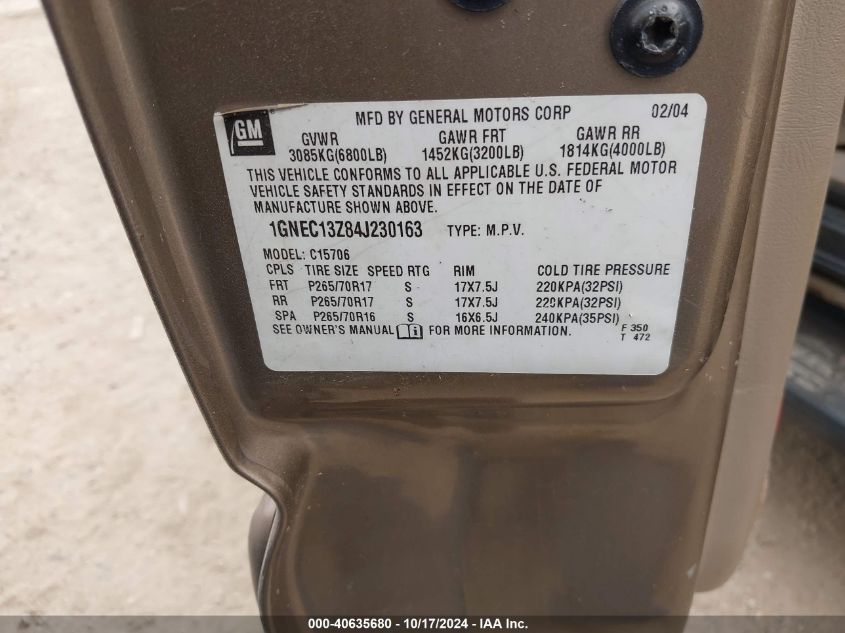 GM
MFD BY GENERAL MOTORS CORP 02/04
GVWR GAWR FRT GAWR RR
3085KG(6800LB) 1452KG(3200LB) 1814KG(4000LB)
THIS VEHICLE CONFORMS TO ALL APPLICABLE U.S. FEDERAL MOTOR
VEHICLE SAFETY STANDARDS IN EFFECT ON THE DATE OF
MANUFACTURE SHOWN ABOVE.
1GNEC13Z84J230163 TYPE: M.P.V.
MODEL: C15706
CPLS TIRE SIZE SPEED RTG RIM COLD TIRE PRESSURE
FRT P265/70R17 S 17X7.5J 220KPA(32PSI)
RR P265/70R17 S 17X7.5J 220KPA(32PSI)
SPA P265/70R16 S 16X6.5J 240KPA(35PSI)
SEE OWNER'S MANUAL i FOR MORE INFORMATION.
F 350
T 472
000-40635680 - 10/17/2024 - IAA Inc.